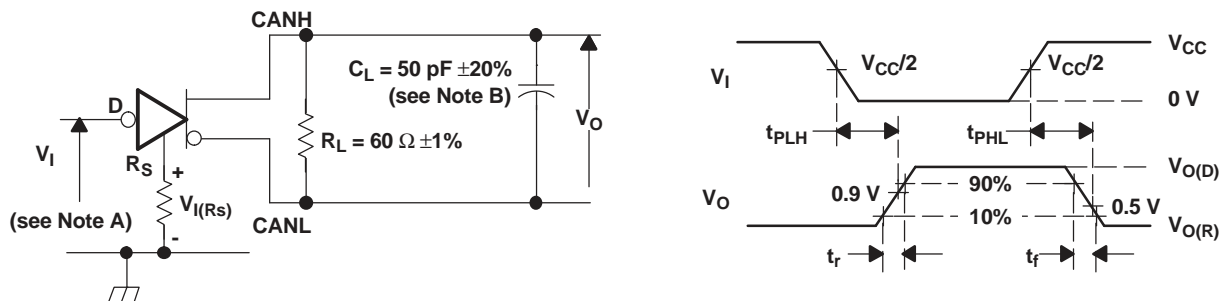 CANH
C_L = 50 pF ±20%
(see Note B)
D
V_I
R_S
+
R_L = 60 Ω ±1%
V_O
V_I(Rs)
(see Note A)
-
CANL
V_I
V_CC/2
V_CC/2
V_CC
0 V
t_PLH
t_PHL
V_O
0.9 V
90%
10%
0.5 V
V_O(D)
V_O(R)
t_r
t_f